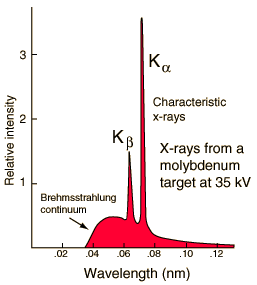 3
2
1
Relative intensity
Kα
Kβ
Characteristic
x-rays
X-rays from a
molybdenum
target at 35 kV
Brehmsstrahlung
continuum
.02 .04 .06 .08 .10 .12
Wavelength (nm)